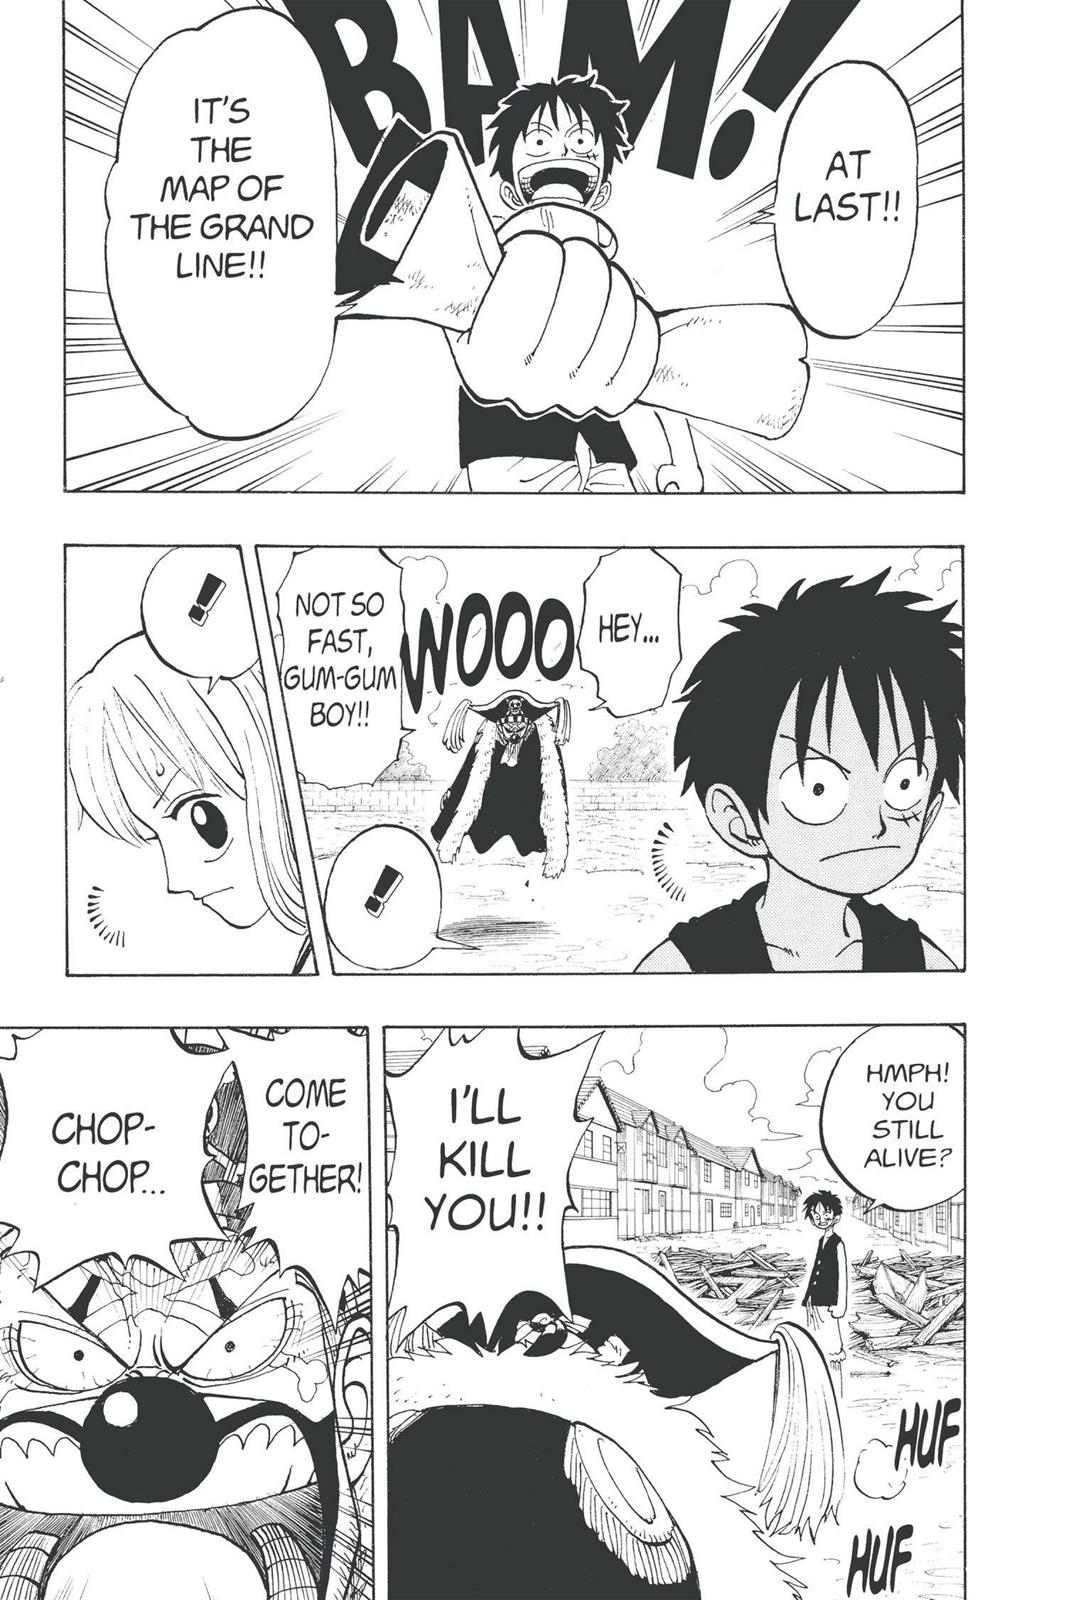 BAM!
AT
LAST!!
IT'S
THE
MAP OF
THE GRAND
LINE!!
HEY...
WOOO
NOT SO
FAST,
GUM-GUM
BOY!!
!
!
HMPH!
YOU
STILL
ALIVE?
I'LL
KILL
YOU!!
HUF
HUF
COME
TO-
GETHER!
CHOP-
CHOP...